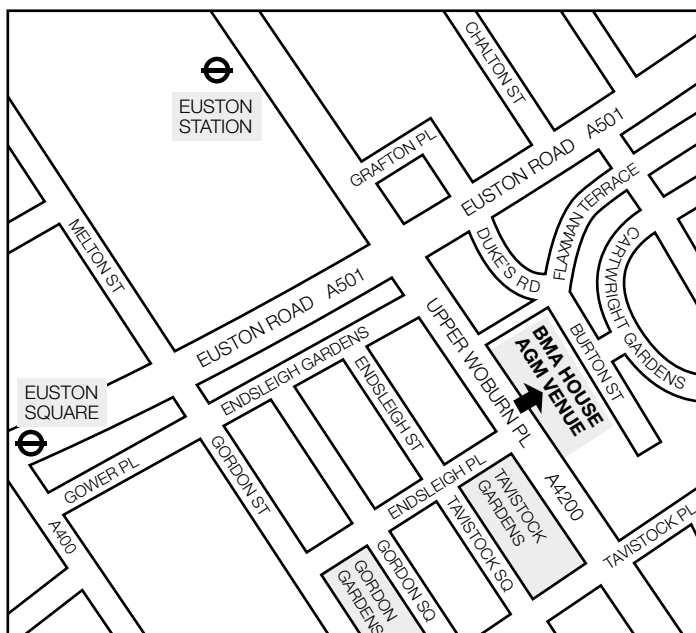 EUSTON
STATION
CHALTON ST
GRAFTON PL
EUSTON ROAD A501
FLAXMAN TERRACE
CARTWRIGHT GARDENS
DUKE'S RD
MELTON ST
EUSTON ROAD A501
UPPER WOBURN PL
BMA HOUSE
AGM VENUE
BURTON ST
ENDSLEIGH GARDENS
ENDSLEIGH ST
EUSTON
SQUARE
GOWER PL
GORDON ST
ENDSLEIGH PL
TAVISTOCK
GARDENS
A4200
TAVISTOCK PL
TAVISTOCK SQ
A400
GORDON
GARDENS
GORDON SQ